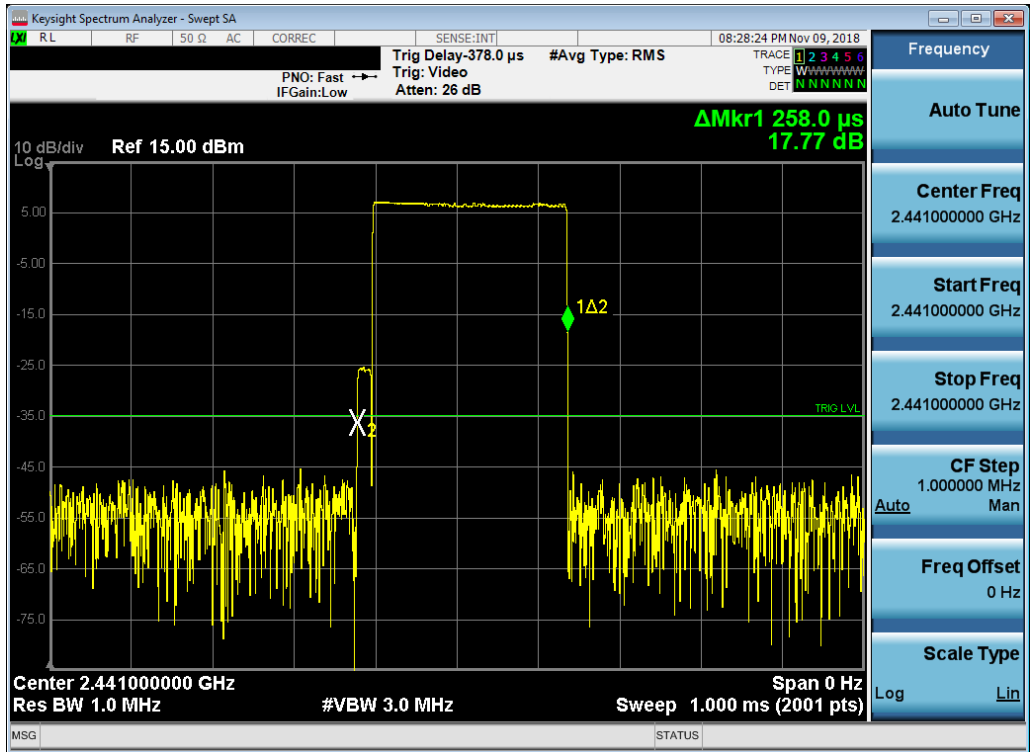 Keysight Spectrum Analyzer - Swept SA
LXI RL RF 50 Ω AC CORREC SENSE:INT 08:28:24 PM Nov 09, 2018
PNO: Fast
IFGain:Low
Trig Delay-378.0 µs
Trig: Video
Atten: 26 dB
#Avg Type: RMS
TRACE 1 2 3 4 5 6
TYPE WWWWWW
DET N N N N N N
ΔMkr1 258.0 µs
17.77 dB
10 dB/div Ref 15.00 dBm
Log
5.00
-5.00
-15.0
-25.0
-35.0
-45.0
-55.0
-65.0
-75.0
1Δ2
X2
TRIG LVL
Center 2.441000000 GHz Span 0 Hz
Res BW 1.0 MHz #VBW 3.0 MHz Sweep 1.000 ms (2001 pts)
MSG STATUS
Frequency
Auto Tune
Center Freq
2.441000000 GHz
Start Freq
2.441000000 GHz
Stop Freq
2.441000000 GHz
CF Step
1.000000 MHz
Auto Man
Freq Offset
0 Hz
Scale Type
Log Lin